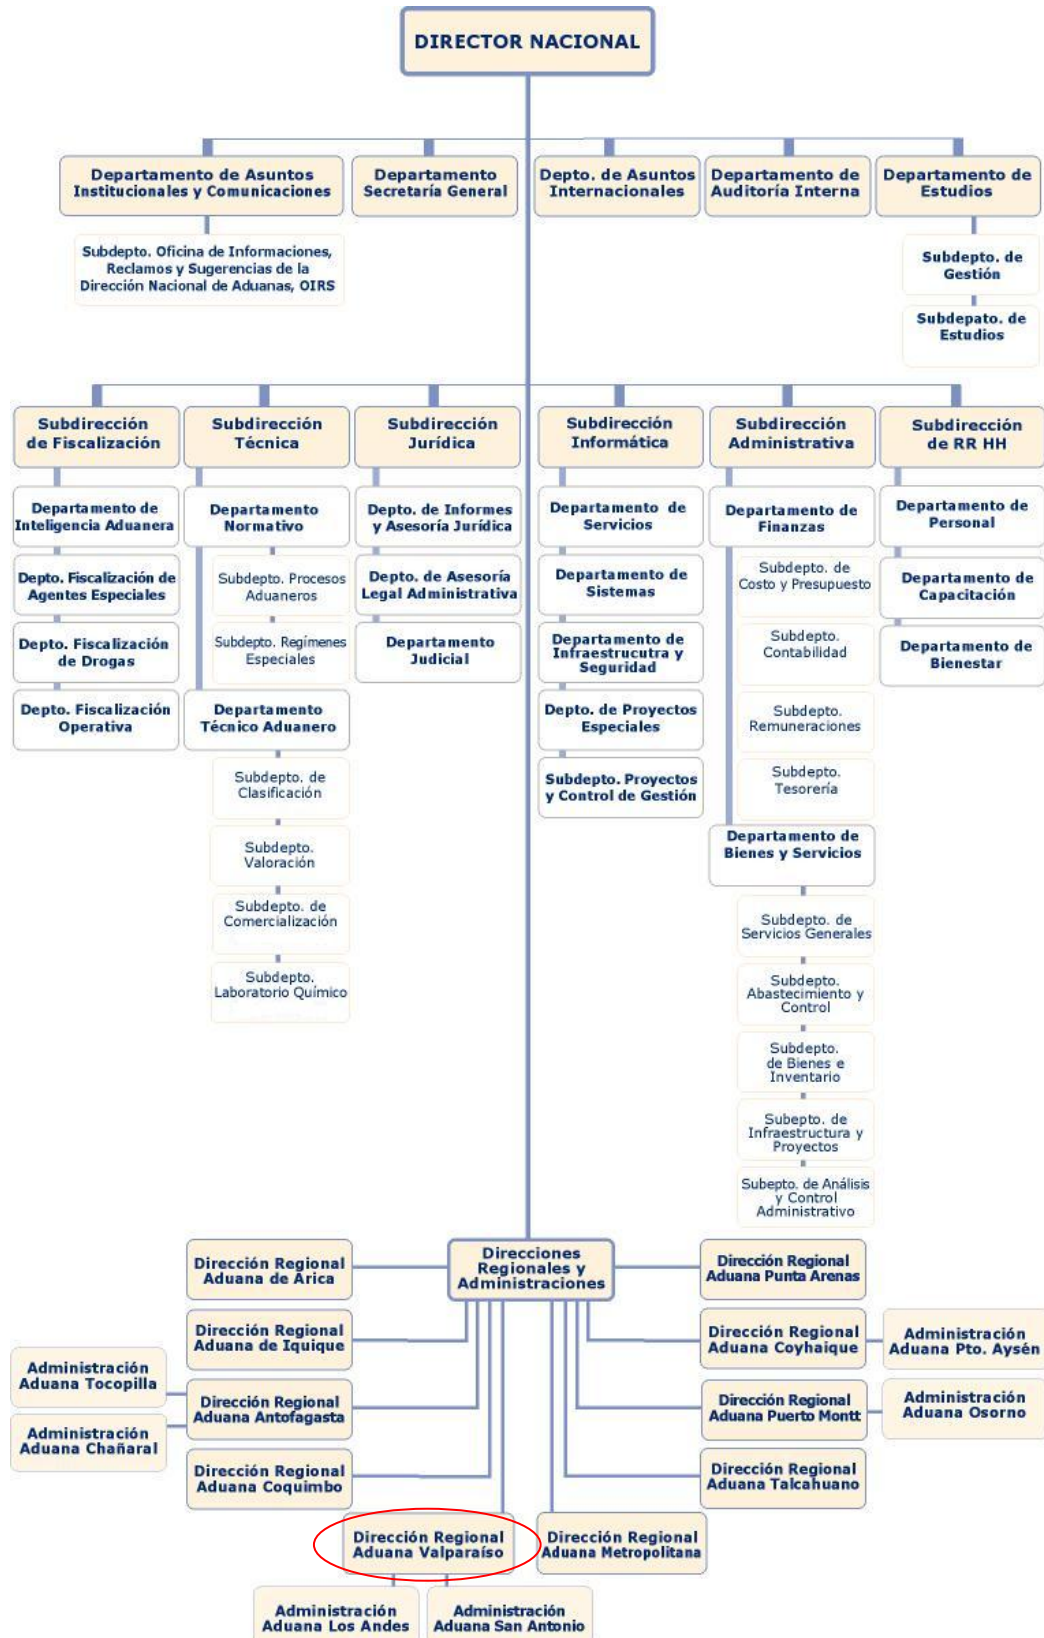 DIRECTOR NACIONAL
Departamento de Asuntos
Institucionales y Comunicaciones
Departamento
Secretaría General
Depto. de Asuntos
Internacionales
Departamento de
Auditoría Interna
Departamento de
Estudios
Subdepto. Oficina de Informaciones,
Reclamos y Sugerencias de la
Dirección Nacional de Aduanas, OIRS
Subdepto. de
Gestión
Subdepato. de
Estudios
Subdirección
de Fiscalización
Subdirección
Técnica
Subdirección
Jurídica
Subdirección
Informática
Subdirección
Administrativa
Subdirección
de RR HH
Departamento de
Inteligencia Aduanera
Depto. Fiscalización de
Agentes Especiales
Depto. Fiscalización
de Drogas
Depto. Fiscalización
Operativa
Departamento
Normativo
Subdepto. Procesos
Aduaneros
Subdepto. Regímenes
Especiales
Departamento
Técnico Aduanero
Subdepto. de
Clasificación
Subdepto.
Valoración
Subdepto. de
Comercialización
Subdepto.
Laboratorio Químico
Depto. de Informes
y Asesoría Jurídica
Depto. de Asesoría
Legal Administrativa
Departamento
Judicial
Departamento de
Servicios
Departamento de
Sistemas
Departamento de
Infraestrucutra y
Seguridad
Depto. de Proyectos
Especiales
Subdepto. Proyectos
y Control de Gestión
Departamento de
Finanzas
Subdepto. de
Costo y Presupuesto
Subdepto.
Contabilidad
Subdepto.
Remuneraciones
Subdepto.
Tesorería
Departamento de
Bienes y Servicios
Subdepto. de
Servicios Generales
Subdepto.
Abastecimiento y
Control
Subdepto.
de Bienes e
Inventario
Subepto. de
Infraestructura y
Proyectos
Subepto. de Análisis
y Control
Administrativo
Departamento de
Personal
Departamento de
Capacitación
Departamento de
Bienestar
Direcciones
Regionales y
Administraciones
Dirección Regional
Aduana de Arica
Dirección Regional
Aduana de Iquique
Administración
Aduana Tocopilla
Administración
Aduana Chañaral
Dirección Regional
Aduana Antofagasta
Dirección Regional
Aduana Coquimbo
Dirección Regional
Aduana Valparaíso
Administración
Aduana Los Andes
Administración
Aduana San Antonio
Dirección Regional
Aduana Punta Arenas
Dirección Regional
Aduana Coyhaique
Administración
Aduana Pto. Aysén
Dirección Regional
Aduana Puerto Montt
Administración
Aduana Osorno
Dirección Regional
Aduana Talcahuano
Dirección Regional
Aduana Metropolitana